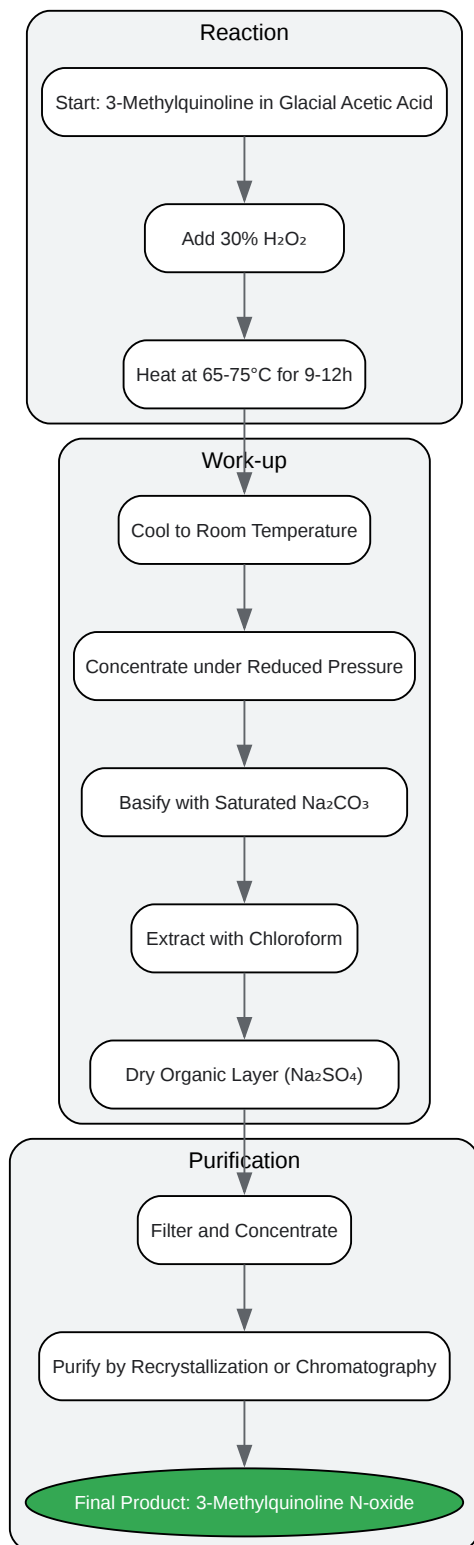 Reaction
Start: 3-Methylquinoline in Glacial Acetic Acid
Add 30% H₂O₂
Heat at 65-75°C for 9-12h
Work-up
Cool to Room Temperature
Concentrate under Reduced Pressure
Basify with Saturated Na₂CO₃
Extract with Chloroform
Dry Organic Layer (Na₂SO₄)
Purification
Filter and Concentrate
Purify by Recrystallization or Chromatography
Final Product: 3-Methylquinoline N-oxide